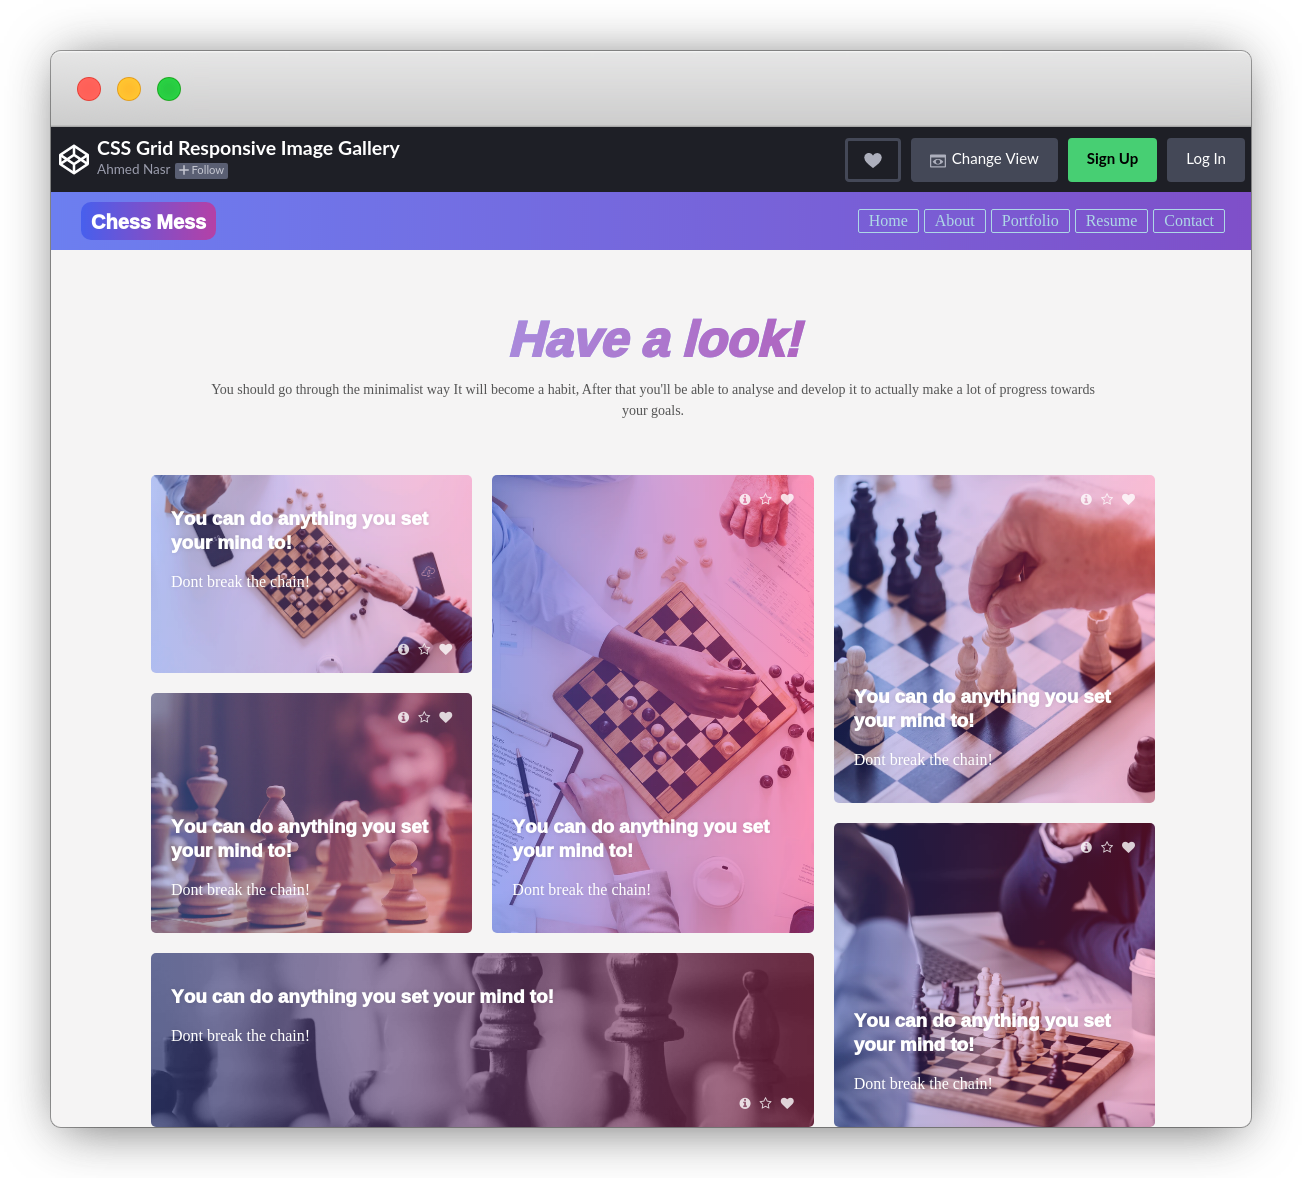 CSS Grid Responsive Image Gallery
Ahmed Nasr + Follow
Change View
Sign Up
Log In
Chess Mess
Home
About
Portfolio
Resume
Contact
Have a look!
You should go through the minimalist way It will become a habit, After that you'll be able to analyse and develop it to actually make a lot of progress towards
your goals.
You can do anything you set
your mind to!
Dont break the chain!
You can do anything you set
your mind to!
Dont break the chain!
You can do anything you set
your mind to!
Dont break the chain!
You can do anything you set
your mind to!
Dont break the chain!
You can do anything you set your mind to!
Dont break the chain!
You can do anything you set
your mind to!
Dont break the chain!